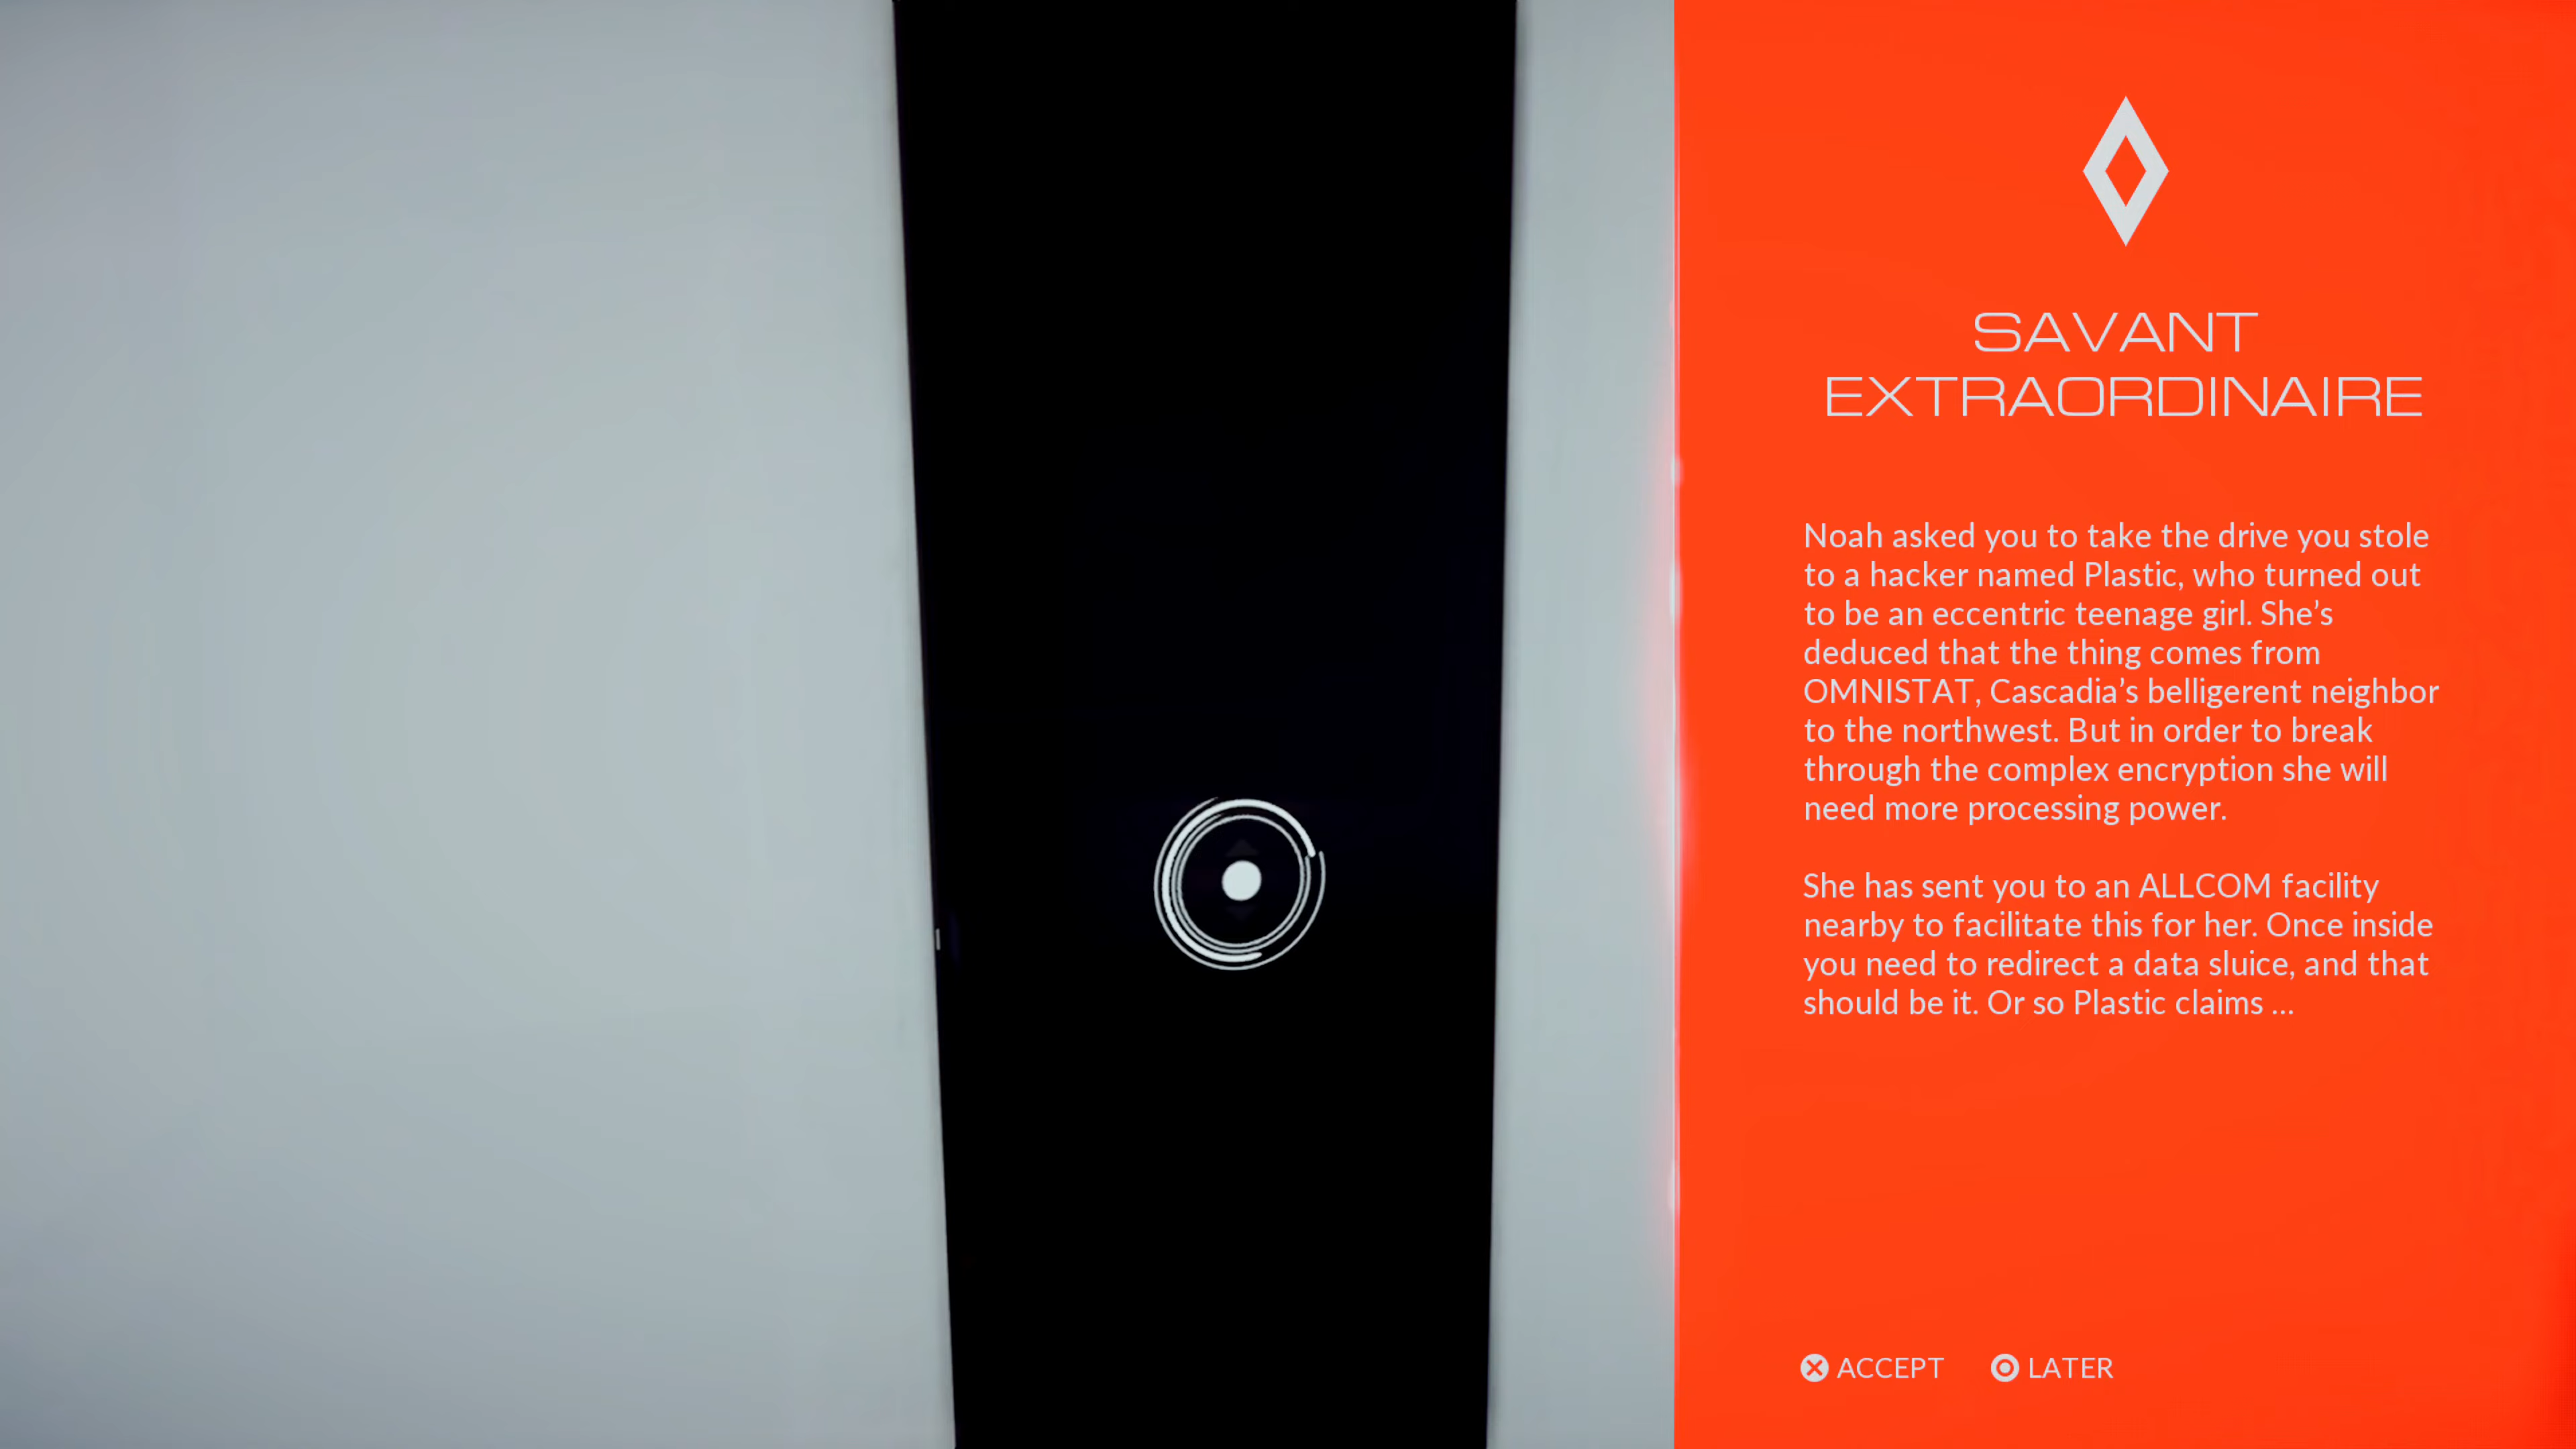 SAVANT
EXTRAORDINAIRE
Noah asked you to take the drive you stole
to a hacker named Plastic, who turned out
to be an eccentric teenage girl. She’s
deduced that the thing comes from
OMNISTAT, Cascadia’s belligerent neighbor
to the northwest. But in order to break
through the complex encryption she will
need more processing power.
She has sent you to an ALLCOM facility
nearby to facilitate this for her. Once inside
you need to redirect a data sluice, and that
should be it. Or so Plastic claims ...
ACCEPT LATER